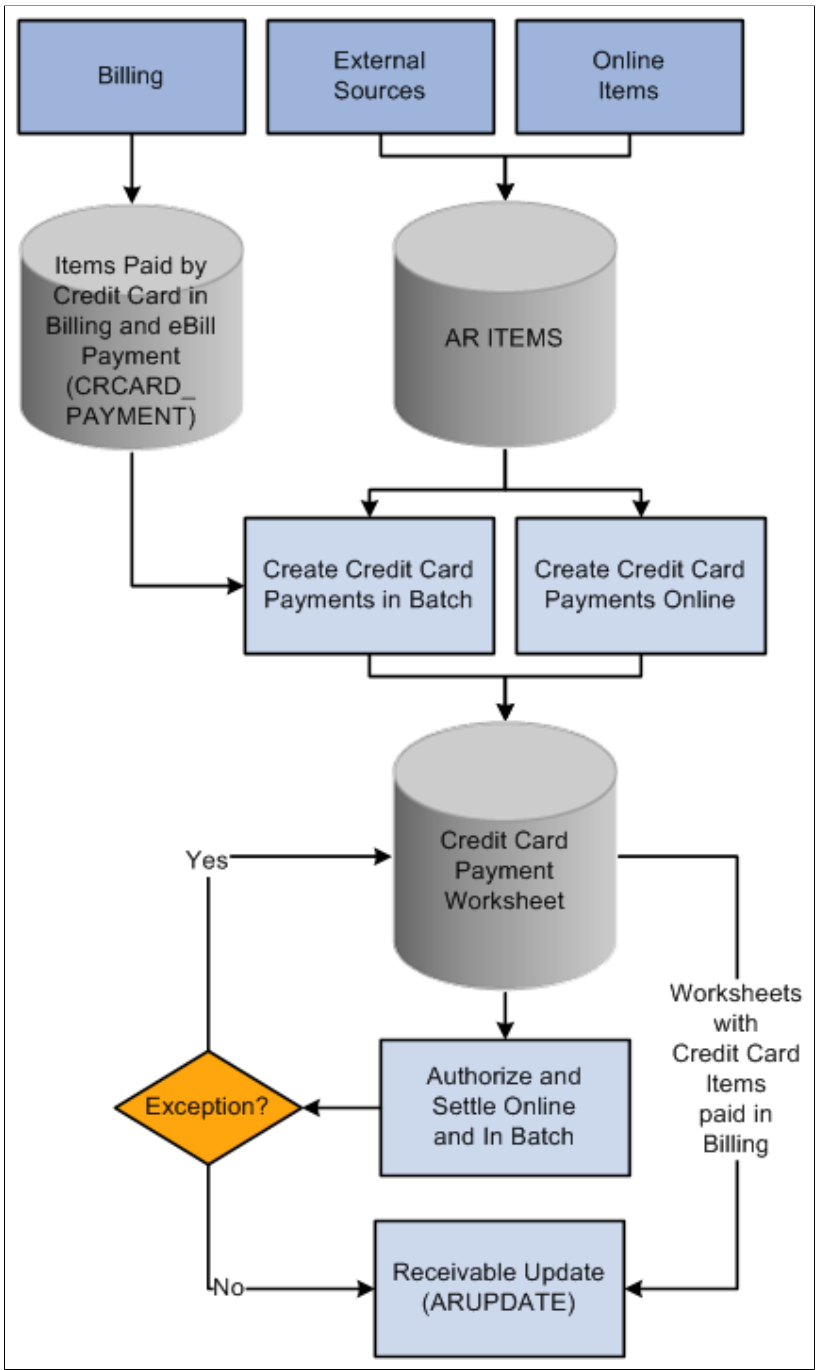 Billing
External
Sources
Online
Items
Items Paid by
Credit Card in
Billing and eBill
Payment
(CRCARD_
PAYMENT)
AR ITEMS
Create Credit Card
Payments in Batch
Create Credit Card
Payments Online
Credit Card
Payment
Worksheet
Yes
Worksheets
with
Credit Card
Items
paid in
Billing
Authorize and
Settle Online
and In Batch
Exception?
No
Receivable Update
(ARUPDATE)